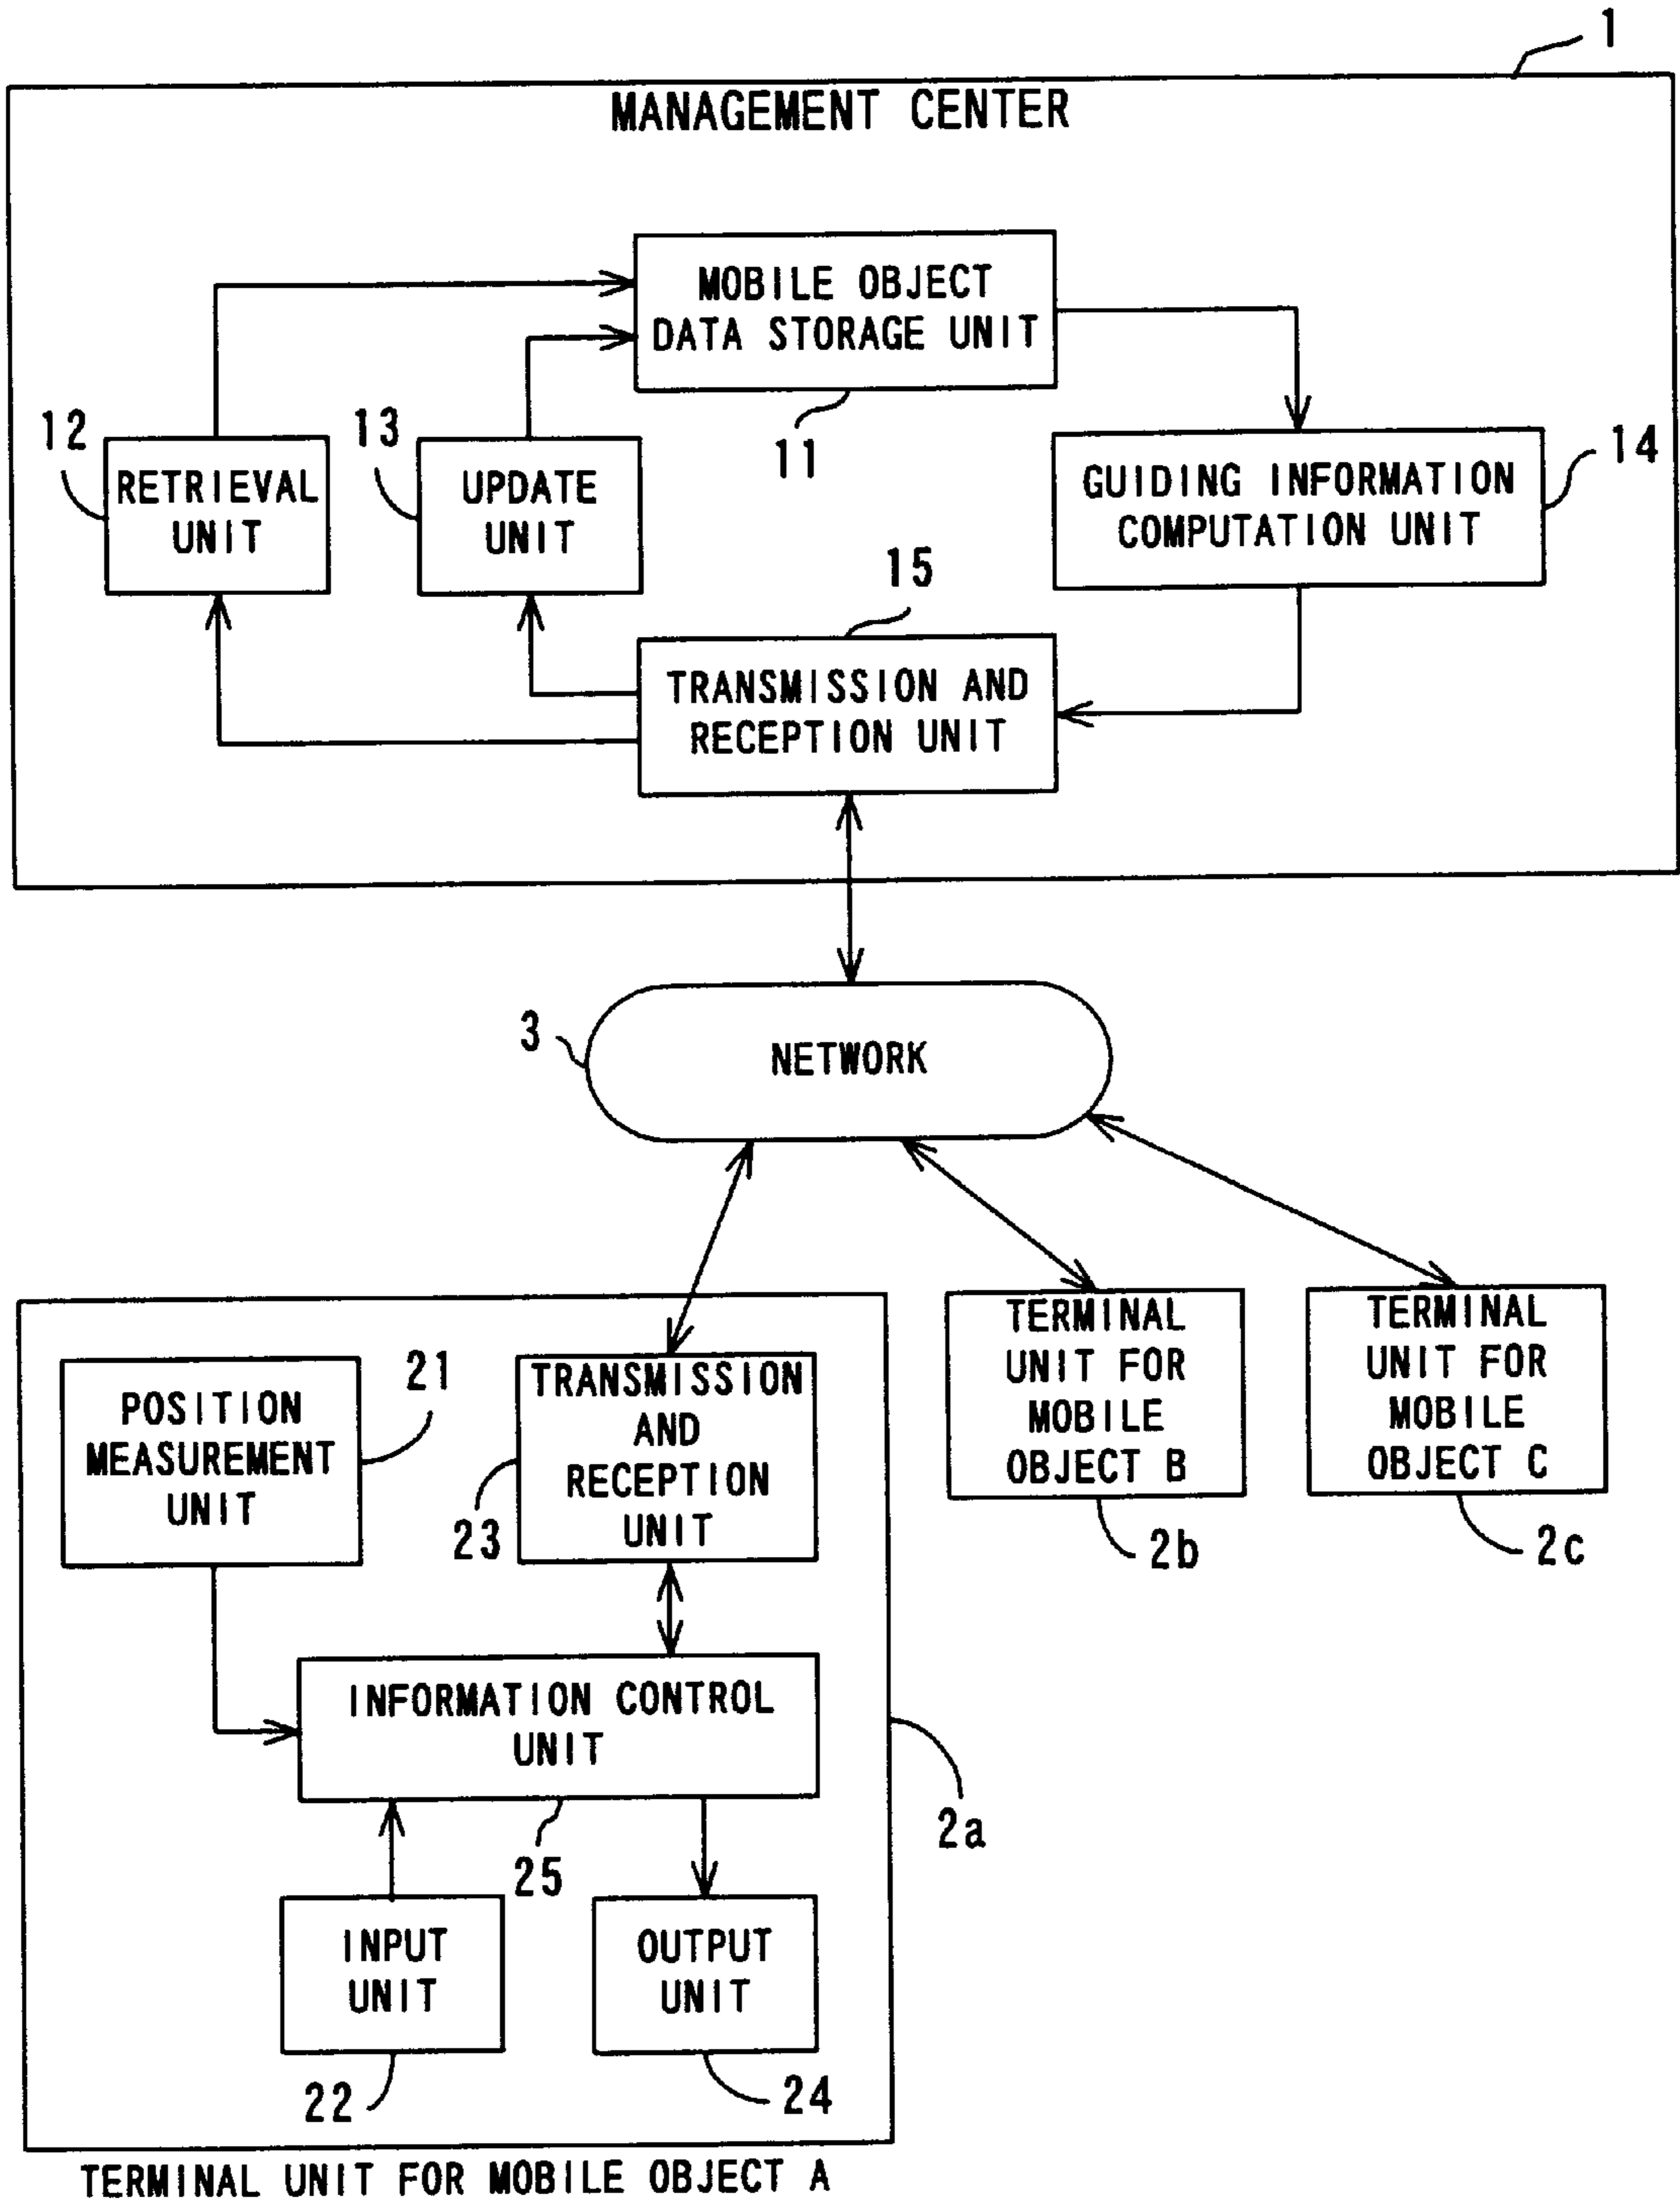 1
MANAGEMENT CENTER
MOBILE OBJECT
DATA STORAGE UNIT
11
12
RETRIEVAL
UNIT
13
UPDATE
UNIT
14
GUIDING INFORMATION
COMPUTATION UNIT
15
TRANSMISSION AND
RECEPTION UNIT
3
NETWORK
21
POSITION
MEASUREMENT
UNIT
TRANSMISSION
AND
RECEPTION
UNIT
23
TERMINAL
UNIT FOR
MOBILE
OBJECT B
2b
TERMINAL
UNIT FOR
MOBILE
OBJECT C
2c
INFORMATION CONTROL
UNIT
25
2a
INPUT
UNIT
22
OUTPUT
UNIT
24
TERMINAL UNIT FOR MOBILE OBJECT A